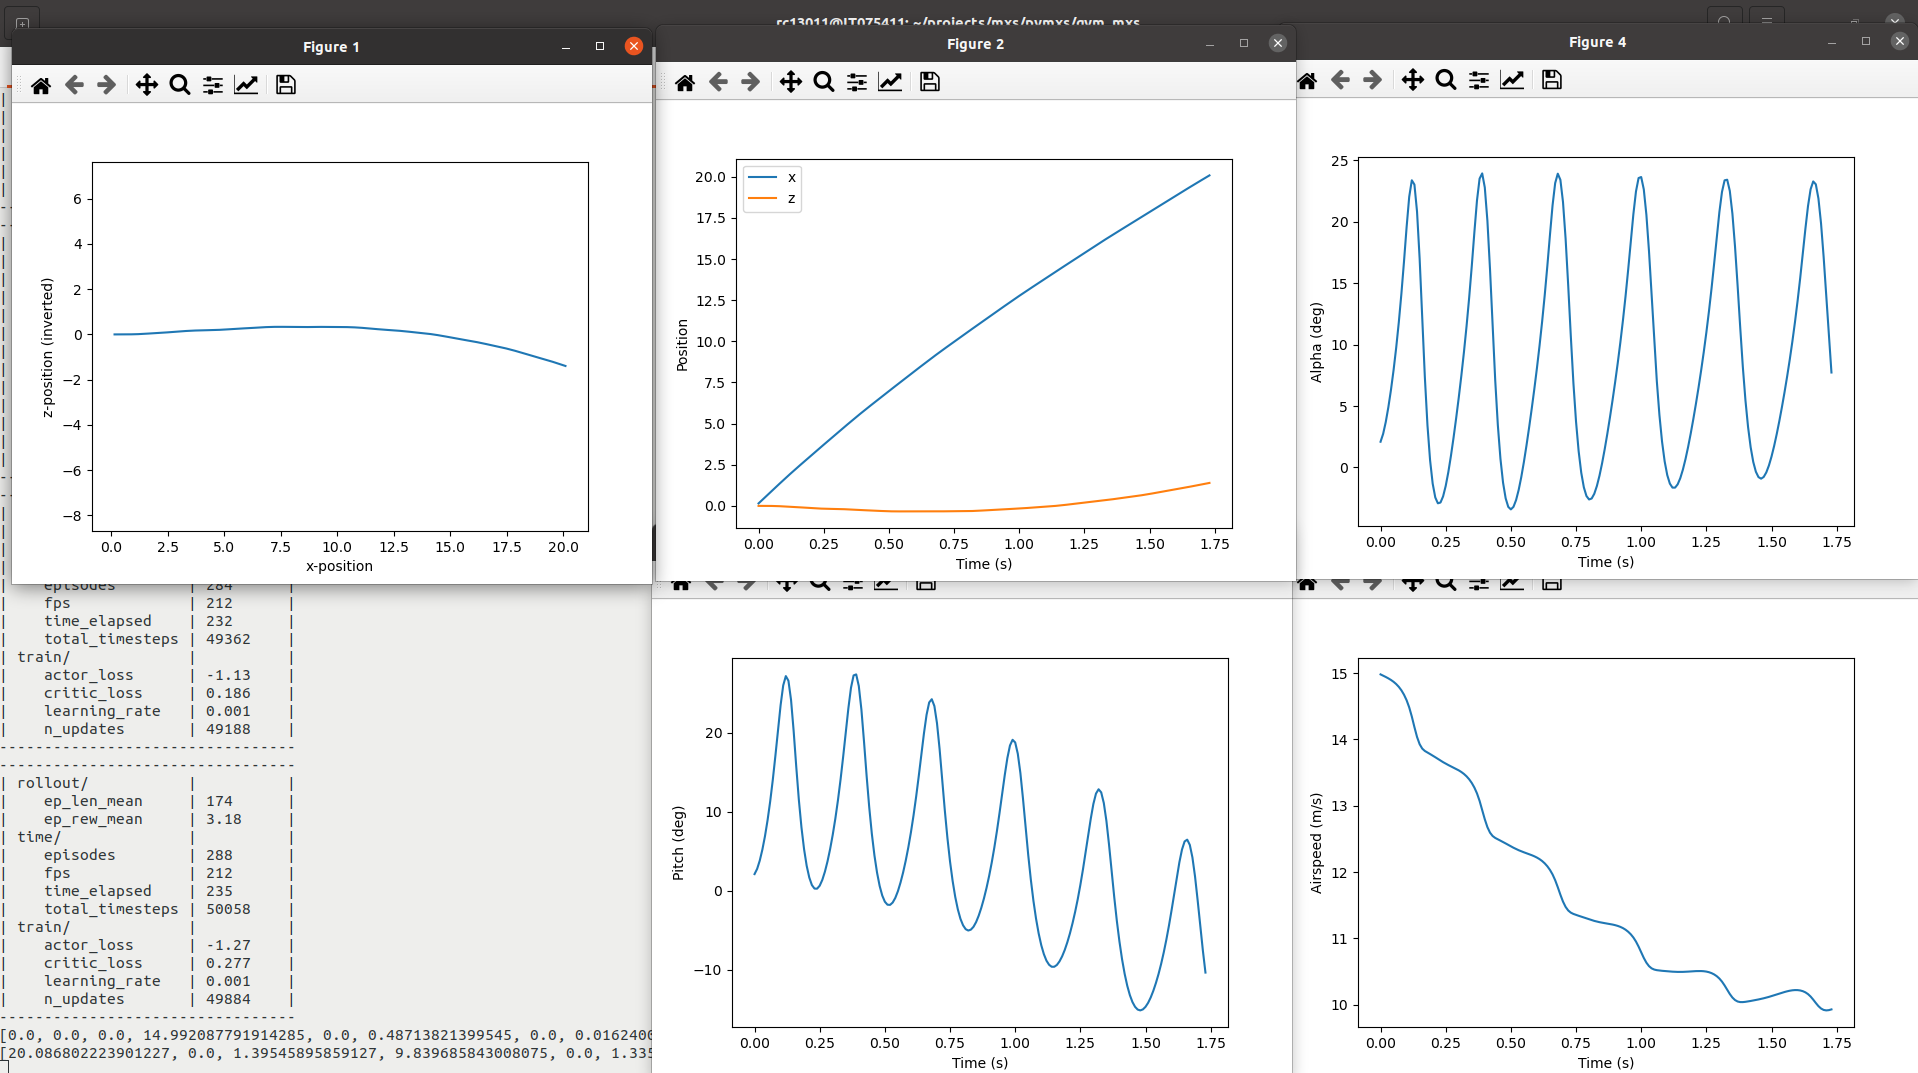 rc13011@IT075411: ~/projects/mxs/pymxs/gym_mxs
Figure 1
6
4
2
0
−2
−4
−6
−8
z-position (inverted)
0.0 2.5 5.0 7.5 10.0 12.5 15.0 17.5 20.0
x-position
Figure 2
x
z
20.0
17.5
15.0
12.5
10.0
7.5
5.0
2.5
0.0
Position
0.00 0.25 0.50 0.75 1.00 1.25 1.50 1.75
Time (s)
Figure 4
25
20
15
10
5
0
Alpha (deg)
0.00 0.25 0.50 0.75 1.00 1.25 1.50 1.75
Time (s)
| episodes | 284 |
| fps | 212 |
| time_elapsed | 232 |
| total_timesteps | 49362 |
| train/ | |
| actor_loss | -1.13 |
| critic_loss | 0.186 |
| learning_rate | 0.001 |
| n_updates | 49188 |
---------------------------------
---------------------------------
| rollout/ | |
| ep_len_mean | 174 |
| ep_rew_mean | 3.18 |
| time/ | |
| episodes | 288 |
| fps | 212 |
| time_elapsed | 235 |
| total_timesteps | 50058 |
| train/ | |
| actor_loss | -1.27 |
| critic_loss | 0.277 |
| learning_rate | 0.001 |
| n_updates | 49884 |
---------------------------------
[0.0, 0.0, 0.0, 14.992087791914285, 0.0, 0.48713821399545, 0.0, 0.0162400
[20.086802223901227, 0.0, 1.39545895859127, 9.839685843008075, 0.0, 1.335
20
10
0
−10
Pitch (deg)
0.00 0.25 0.50 0.75 1.00 1.25 1.50 1.75
Time (s)
15
14
13
12
11
10
Airspeed (m/s)
0.00 0.25 0.50 0.75 1.00 1.25 1.50 1.75
Time (s)